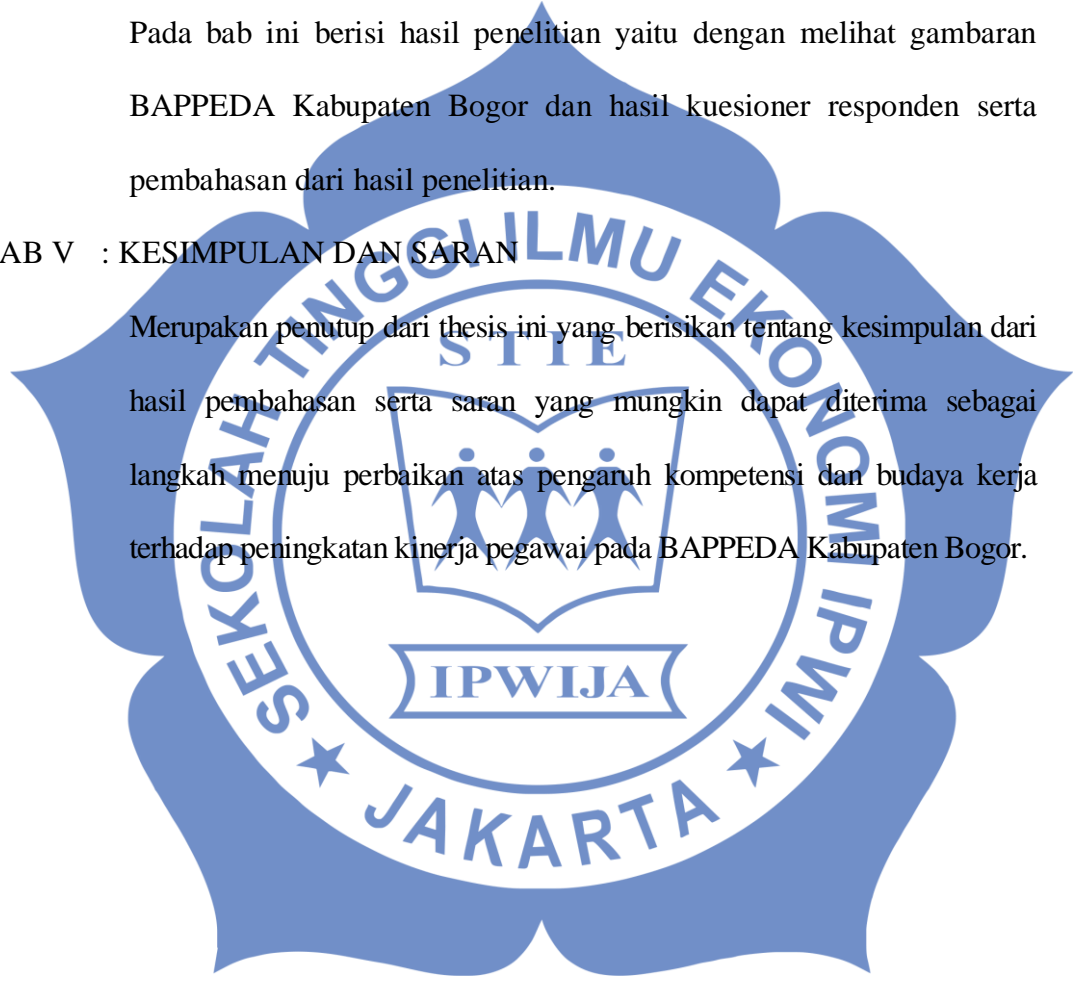 Pada bab ini berisi hasil penelitian yaitu dengan melihat gambaran
BAPPEDA Kabupaten Bogor dan hasil kuesioner responden serta
pembahasan dari hasil penelitian.
AB V : KESIMPULAN DAN SARAN
Merupakan penutup dari thesis ini yang berisikan tentang kesimpulan dari
hasil pembahasan serta saran yang mungkin dapat diterima sebagai
langkah menuju perbaikan atas pengaruh kompetensi dan budaya kerja
terhadap peningkatan kinerja pegawai pada BAPPEDA Kabupaten Bogor.
SEKOLAH TINGGI ILMU EKONOMI IPWI
STIE
IPWIJA
JAKARTA